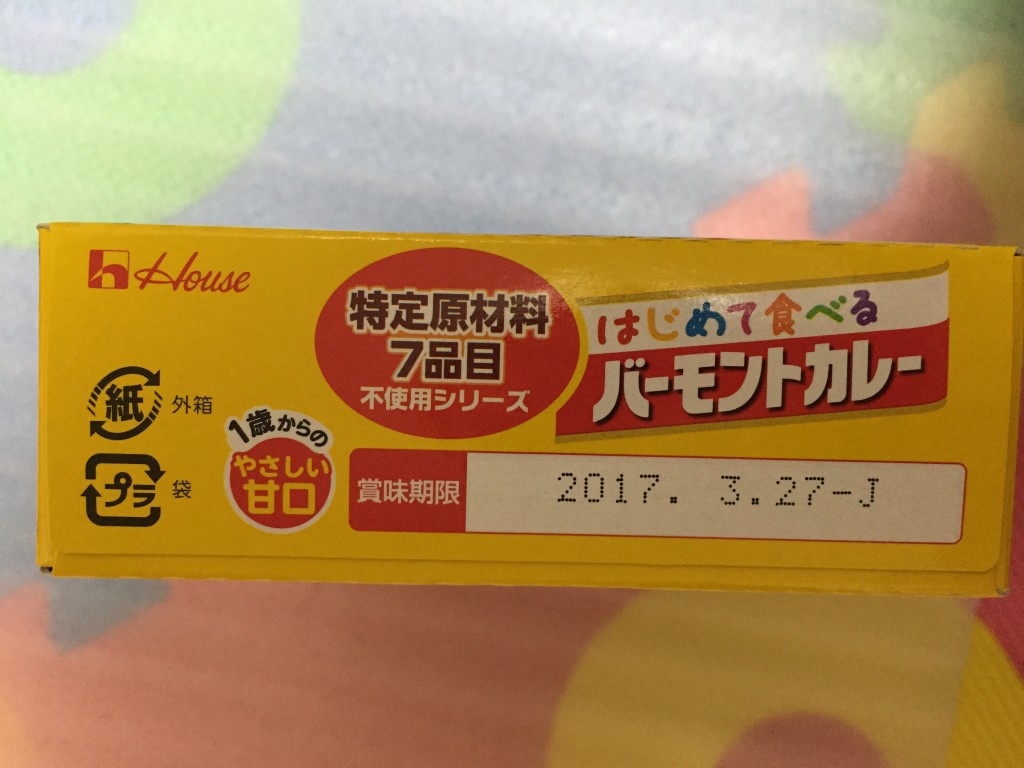 House
特定原材料
7品目
不使用シリーズ
はじめて食べる
バーモントカレー
紙
外箱
プラ
袋
1歳からの
やさしい
甘口
賞味期限
2017. 3.27-J